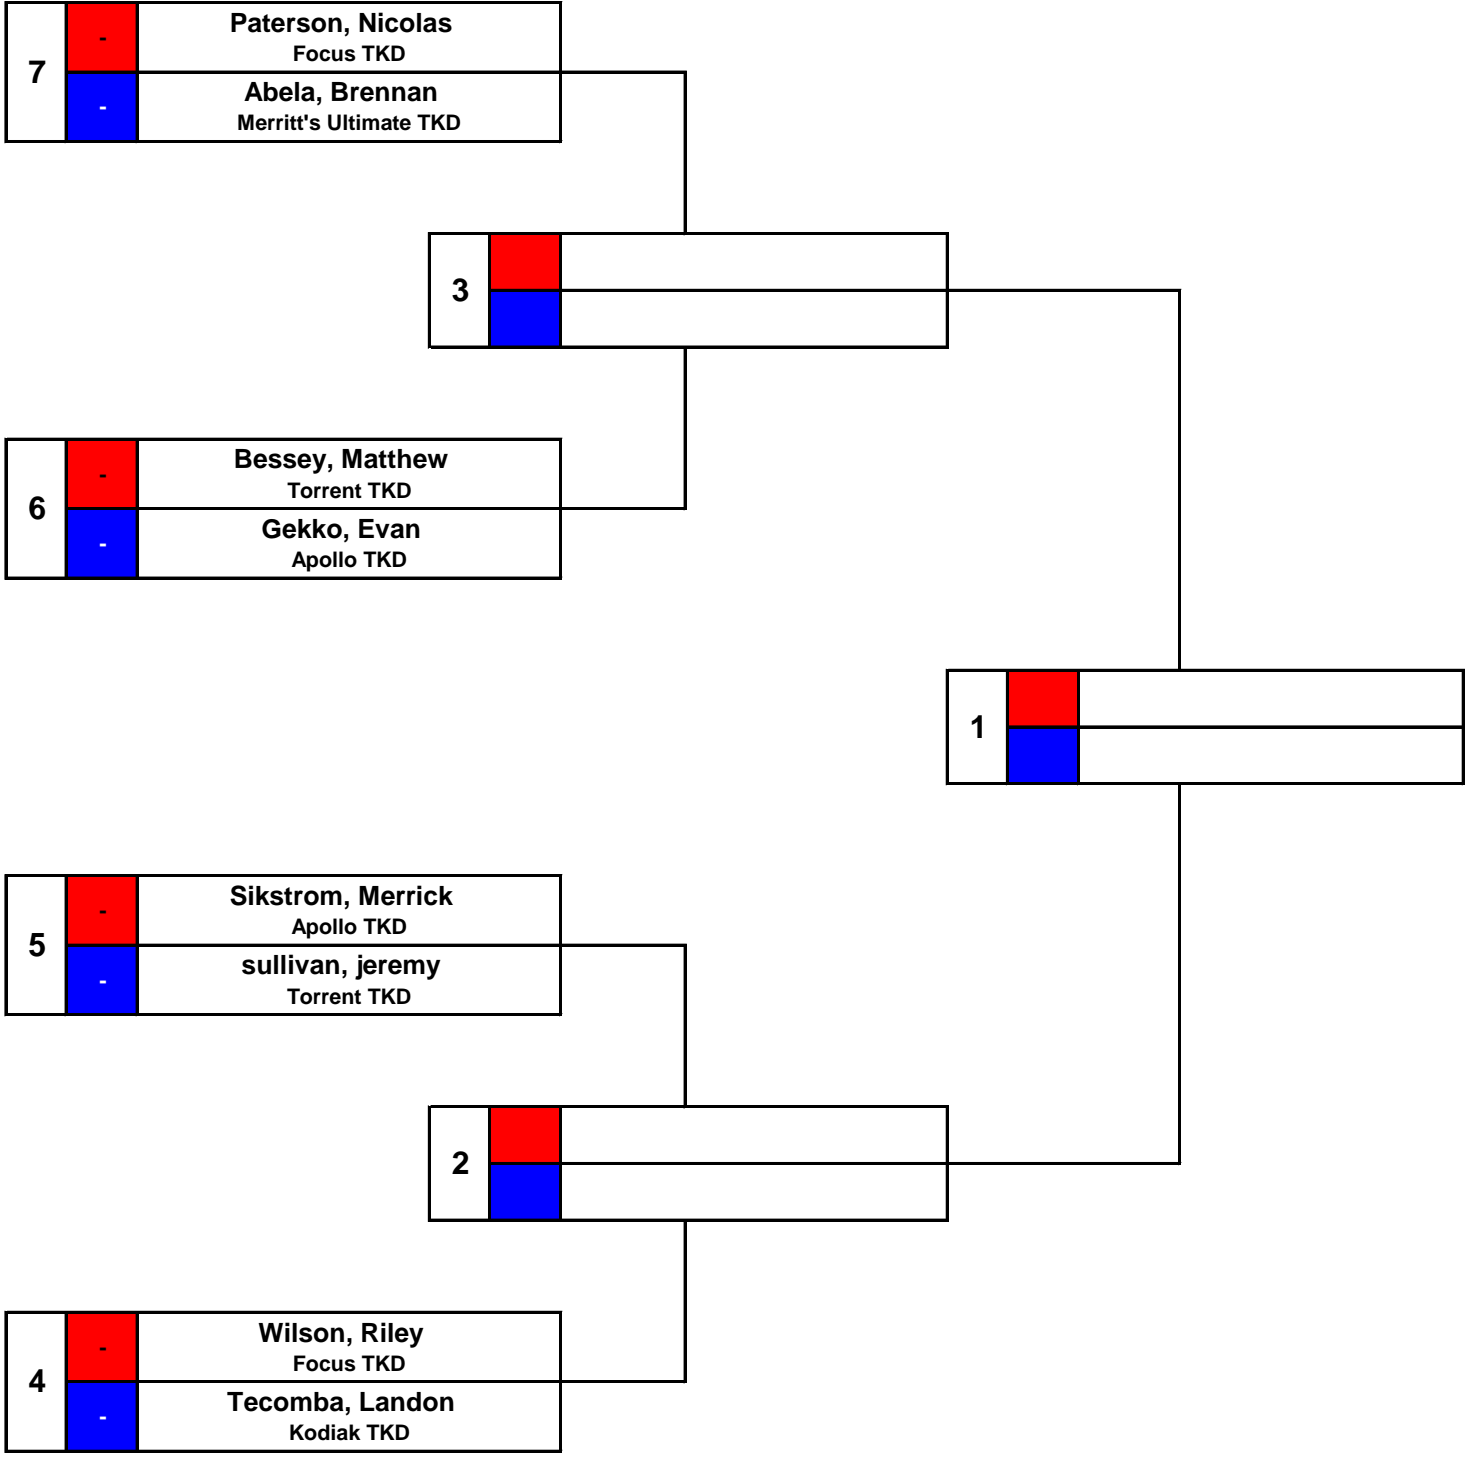 7
-
Paterson, Nicolas
Focus TKD
-
Abela, Brennan
Merritt's Ultimate TKD
3
6
-
Bessey, Matthew
Torrent TKD
-
Gekko, Evan
Apollo TKD
1
5
-
Sikstrom, Merrick
Apollo TKD
-
sullivan, jeremy
Torrent TKD
2
4
-
Wilson, Riley
Focus TKD
-
Tecomba, Landon
Kodiak TKD